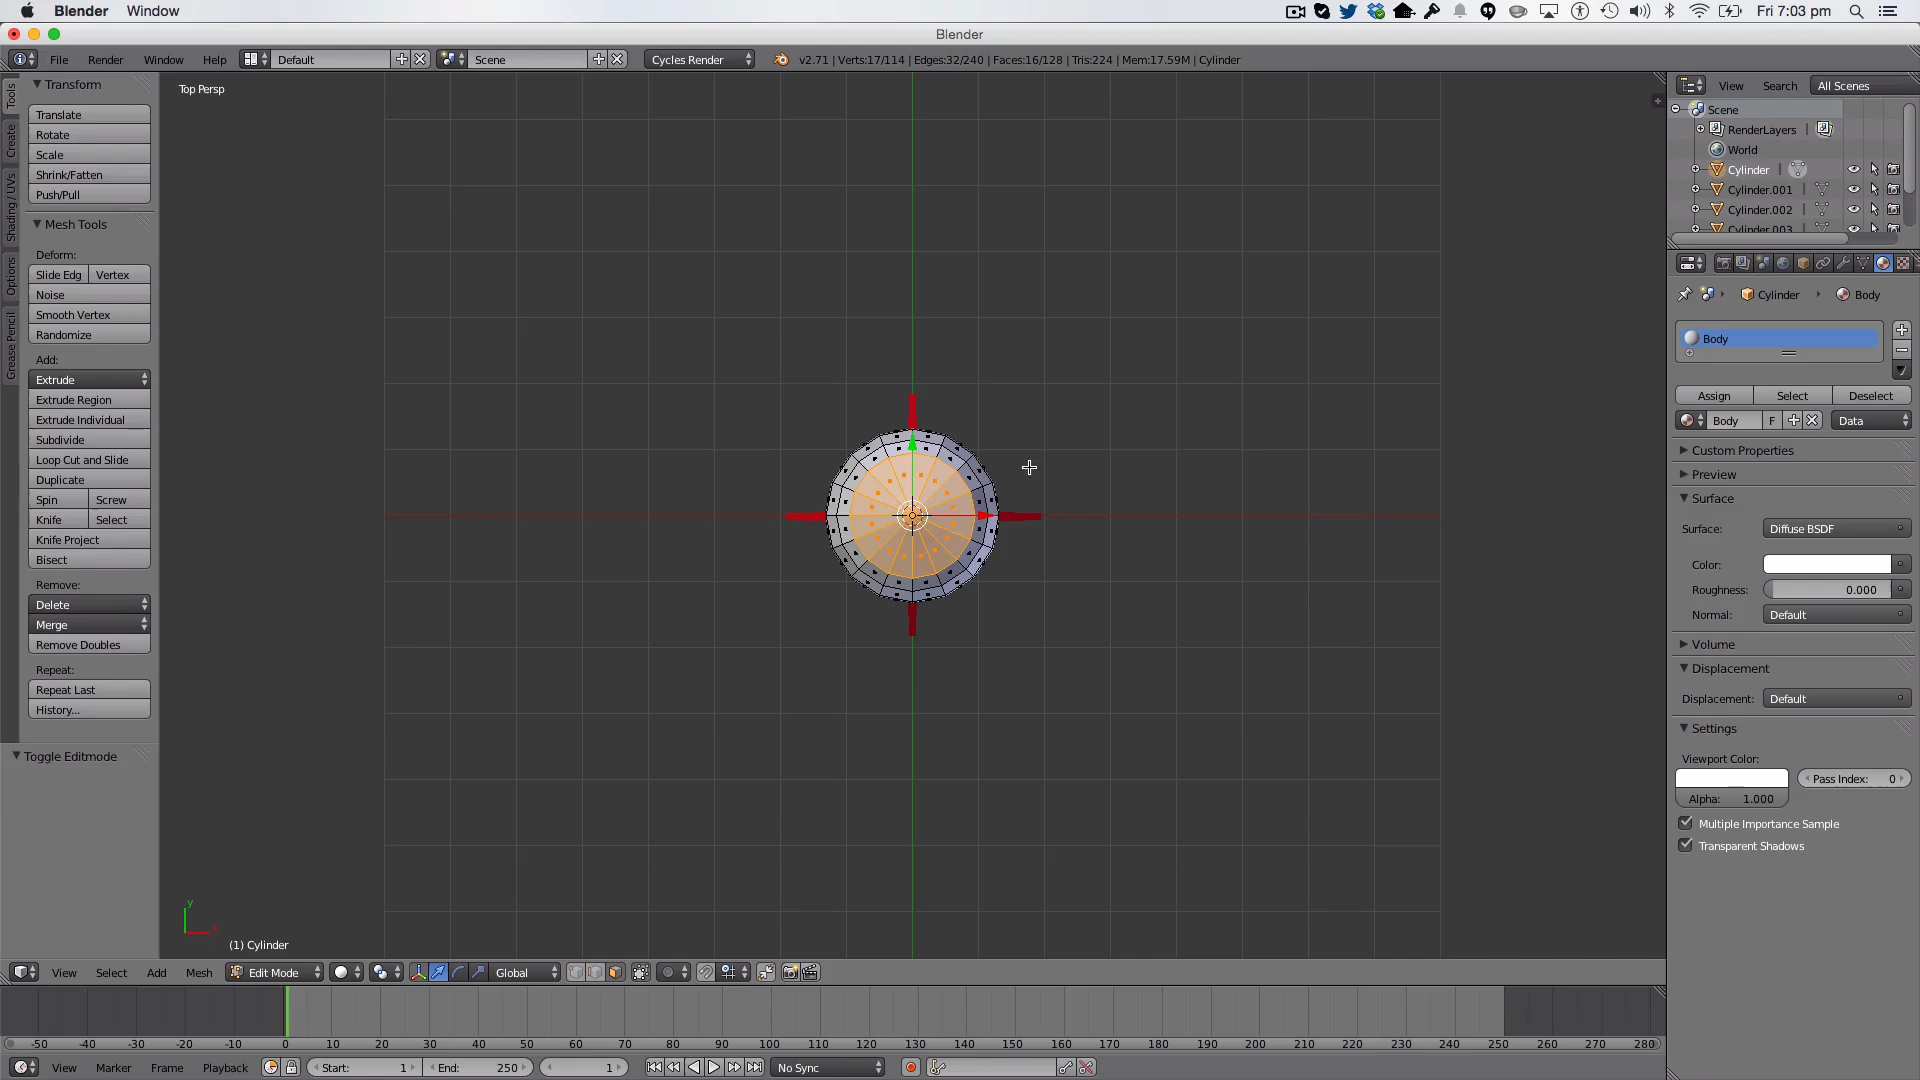 Blender Window Fri 7:03 pm
Blender
File Render Window Help Default Scene Cycles Render v2.71 | Verts:17/114 | Edges:32/240 | Faces:16/128 | Tris:224 | Mem:17.59M | Cylinder
Tools
Create
Shading / UVs
Options
Grease Pencil
Transform
Translate
Rotate
Scale
Shrink/Fatten
Push/Pull
Mesh Tools
Deform:
Slide Edg Vertex
Noise
Smooth Vertex
Randomize
Add:
Extrude
Extrude Region
Extrude Individual
Subdivide
Loop Cut and Slide
Duplicate
Spin Screw
Knife Select
Knife Project
Bisect
Remove:
Delete
Merge
Remove Doubles
Repeat:
Repeat Last
History...
Toggle Editmode
Top Persp
y
x
(1) Cylinder
View Search All Scenes
Scene
RenderLayers |
World
Cylinder |
Cylinder.001 |
Cylinder.002 |
Cylinder.003 |
Cylinder Body
Body
Assign Select Deselect
Body F Data
Custom Properties
Preview
Surface
Surface: Diffuse BSDF
Color:
Roughness: 0.000
Normal: Default
Volume
Displacement
Displacement: Default
Settings
Viewport Color:
Pass Index: 0
Alpha: 1.000
Multiple Importance Sample
Transparent Shadows
View Select Add Mesh Edit Mode Global
-50 -40 -30 -20 -10 0 10 20 30 40 50 60 70 80 90 100 110 120 130 140 150 160 170 180 190 200 210 220 230 240 250 260 270 280
View Marker Frame Playback Start: 1 End: 250 1 No Sync